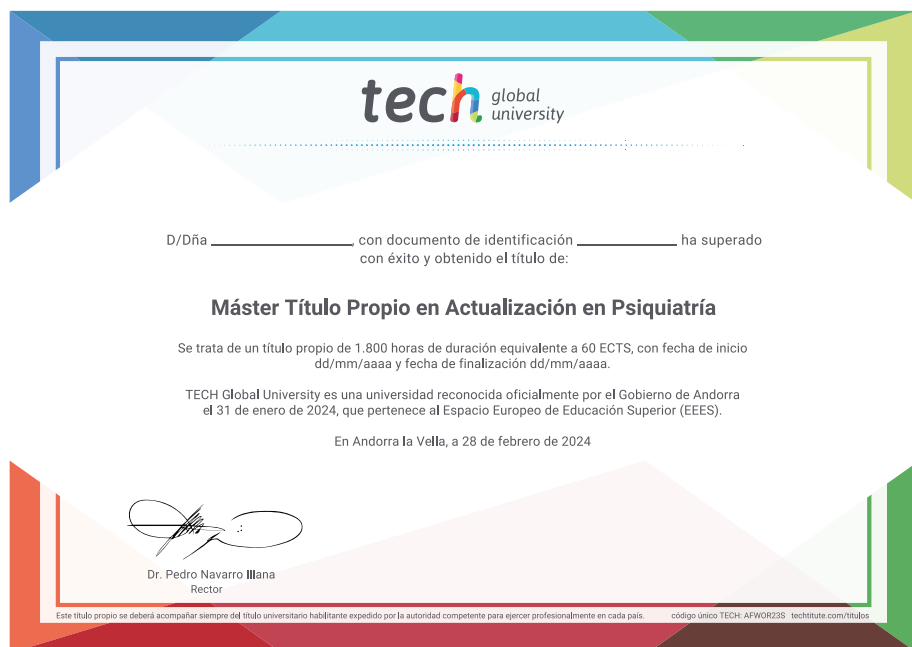 tech global university
D/Dña ________________, con documento de identificación ____________ ha superado
con éxito y obtenido el título de:
Máster Título Propio en Actualización en Psiquiatría
Se trata de un título propio de 1.800 horas de duración equivalente a 60 ECTS, con fecha de inicio
dd/mm/aaaa y fecha de finalización dd/mm/aaaa.
TECH Global University es una universidad reconocida oficialmente por el Gobierno de Andorra
el 31 de enero de 2024, que pertenece al Espacio Europeo de Educación Superior (EEES).
En Andorra la Vella, a 28 de febrero de 2024
Dr. Pedro Navarro Illana
Rector
Este título propio se deberá acompañar siempre del título universitario habilitante expedido por la autoridad competente para ejercer profesionalmente en cada país. código único TECH: AFWOR23S techtitute.com/titulos